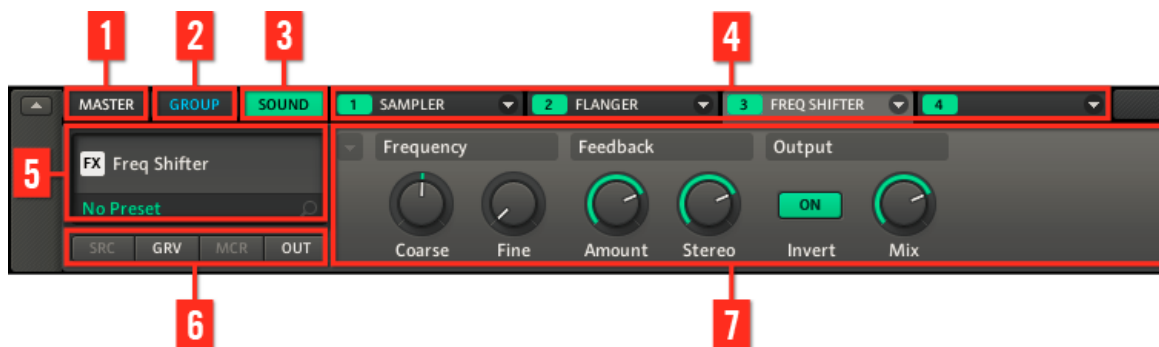 1 2 3 4
MASTER GROUP SOUND 1 SAMPLER 2 FLANGER 3 FREQ SHIFTER 4
5
FX Freq Shifter
No Preset
Frequency Feedback Output
ON
Coarse Fine Amount Stereo Invert Mix
SRC GRV MCR OUT
6 7